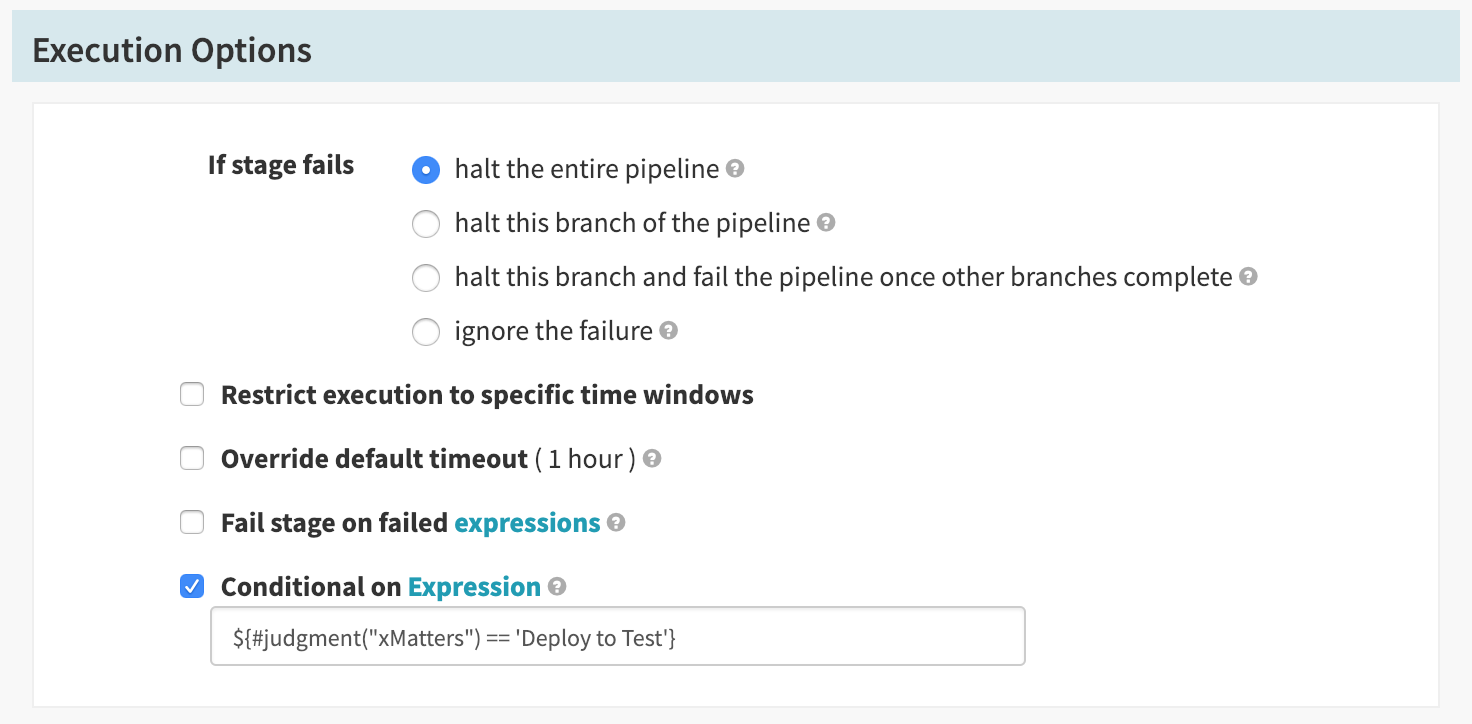 Execution Options
If stage fails
halt the entire pipeline
halt this branch of the pipeline
halt this branch and fail the pipeline once other branches complete
ignore the failure
Restrict execution to specific time windows
Override default timeout ( 1 hour )
Fail stage on failed expressions
Conditional on Expression
${#judgment("xMatters") == 'Deploy to Test'}